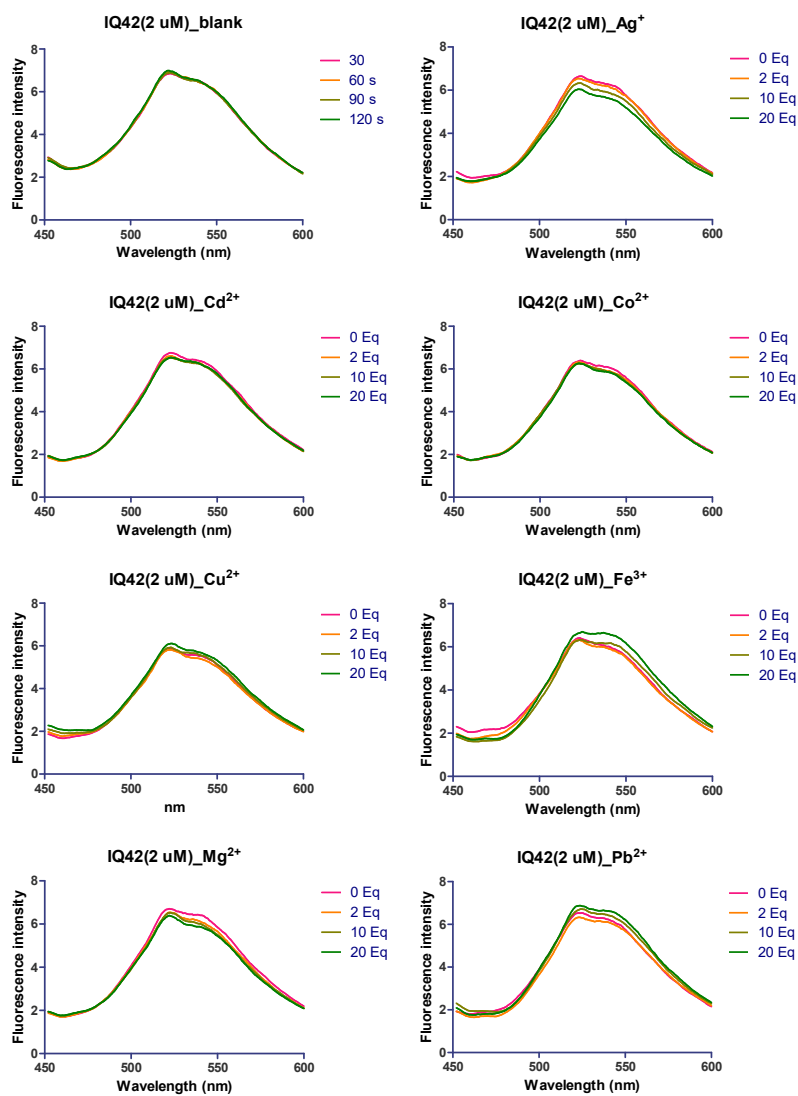 IQ42(2 uM)_blank
Fluorescence intensity
8
6
4
2
0
450
500
550
600
Wavelength (nm)
30
60 s
90 s
120 s
IQ42(2 uM)_Ag⁺
Fluorescence intensity
8
6
4
2
0
450
500
550
600
Wavelength (nm)
0 Eq
2 Eq
10 Eq
20 Eq
IQ42(2 uM)_Cd²⁺
Fluorescence intensity
8
6
4
2
0
450
500
550
600
Wavelength (nm)
0 Eq
2 Eq
10 Eq
20 Eq
IQ42(2 uM)_Co²⁺
Fluorescence intensity
8
6
4
2
0
450
500
550
600
Wavelength (nm)
0 Eq
2 Eq
10 Eq
20 Eq
IQ42(2 uM)_Cu²⁺
Fluorescence intensity
8
6
4
2
0
450
500
550
600
nm
0 Eq
2 Eq
10 Eq
20 Eq
IQ42(2 uM)_Fe³⁺
Fluorescence intensity
8
6
4
2
0
450
500
550
600
Wavelength (nm)
0 Eq
2 Eq
10 Eq
20 Eq
IQ42(2 uM)_Mg²⁺
Fluorescence intensity
8
6
4
2
0
450
500
550
600
Wavelength (nm)
0 Eq
2 Eq
10 Eq
20 Eq
IQ42(2 uM)_Pb²⁺
Fluorescence intensity
8
6
4
2
0
450
500
550
600
Wavelength (nm)
0 Eq
2 Eq
10 Eq
20 Eq